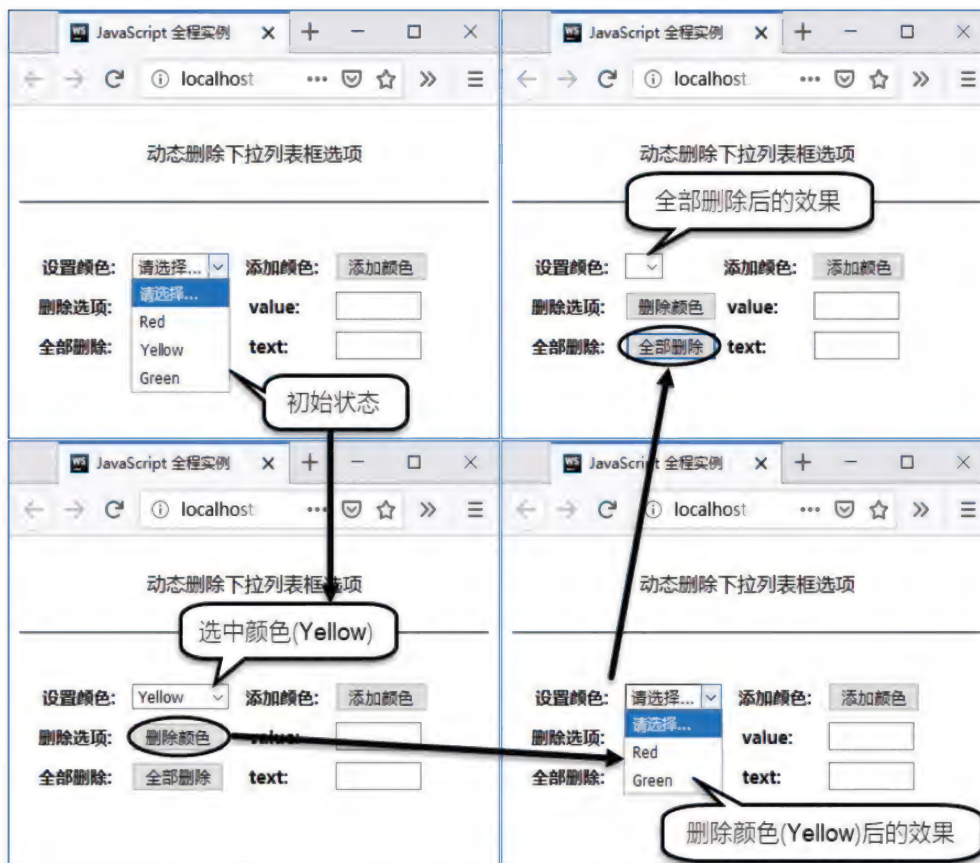 JavaScript 全程实例
localhost
动态删除下拉列表框选项
设置颜色: 请选择... 添加颜色: 添加颜色
请选择...
删除选项: value:
Red
Yellow
全部删除: text:
Green
初始状态
JavaScript 全程实例
localhost
动态删除下拉列表框选项
全部删除后的效果
设置颜色: 添加颜色: 添加颜色
删除选项: 删除颜色 value:
全部删除: 全部删除 text:
JavaScript 全程实例
localhost
动态删除下拉列表框选项
选中颜色(Yellow)
设置颜色: Yellow 添加颜色: 添加颜色
删除选项: 删除颜色 value:
全部删除: 全部删除 text:
JavaScript 全程实例
localhost
动态删除下拉列表框选项
设置颜色: 请选择... 添加颜色: 添加颜色
请选择...
删除选项: value:
Red
全部删除: Green text:
删除颜色(Yellow)后的效果